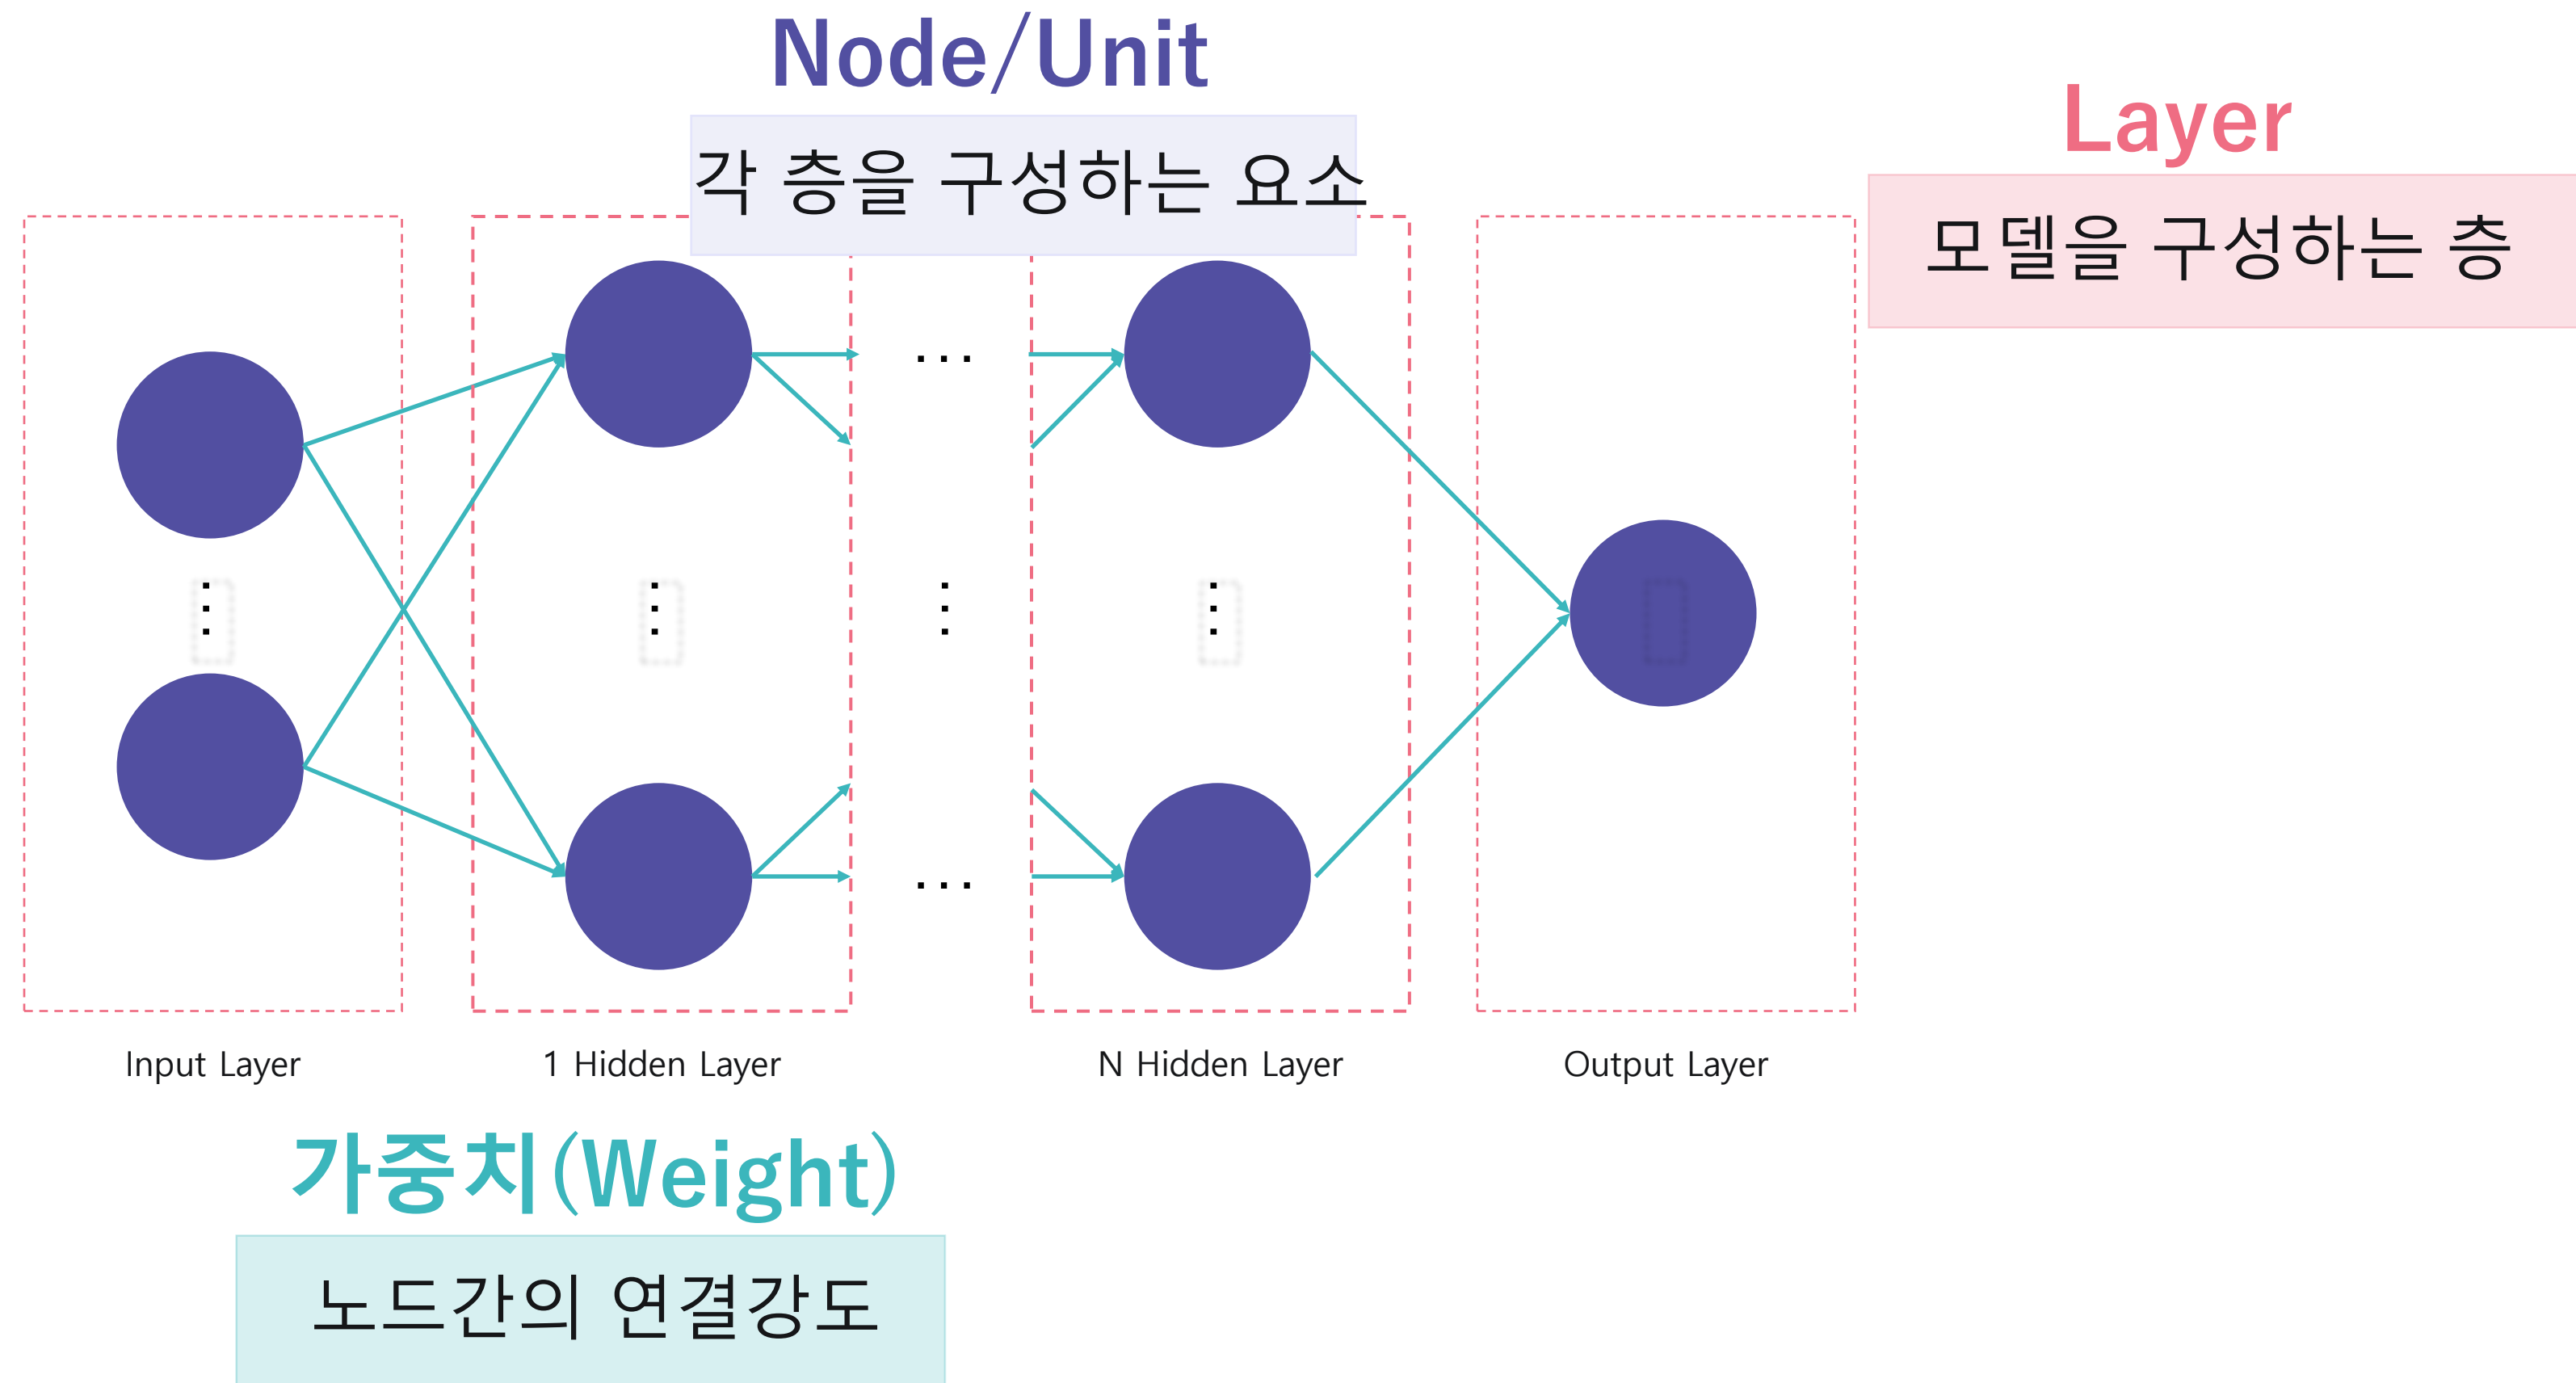 Node/Unit
각 층을 구성하는 요소
Layer
모델을 구성하는 층
...
⋮
⋮
⋮
⋮
...
Input Layer
1 Hidden Layer
N Hidden Layer
Output Layer
가중치(Weight)
노드간의 연결강도